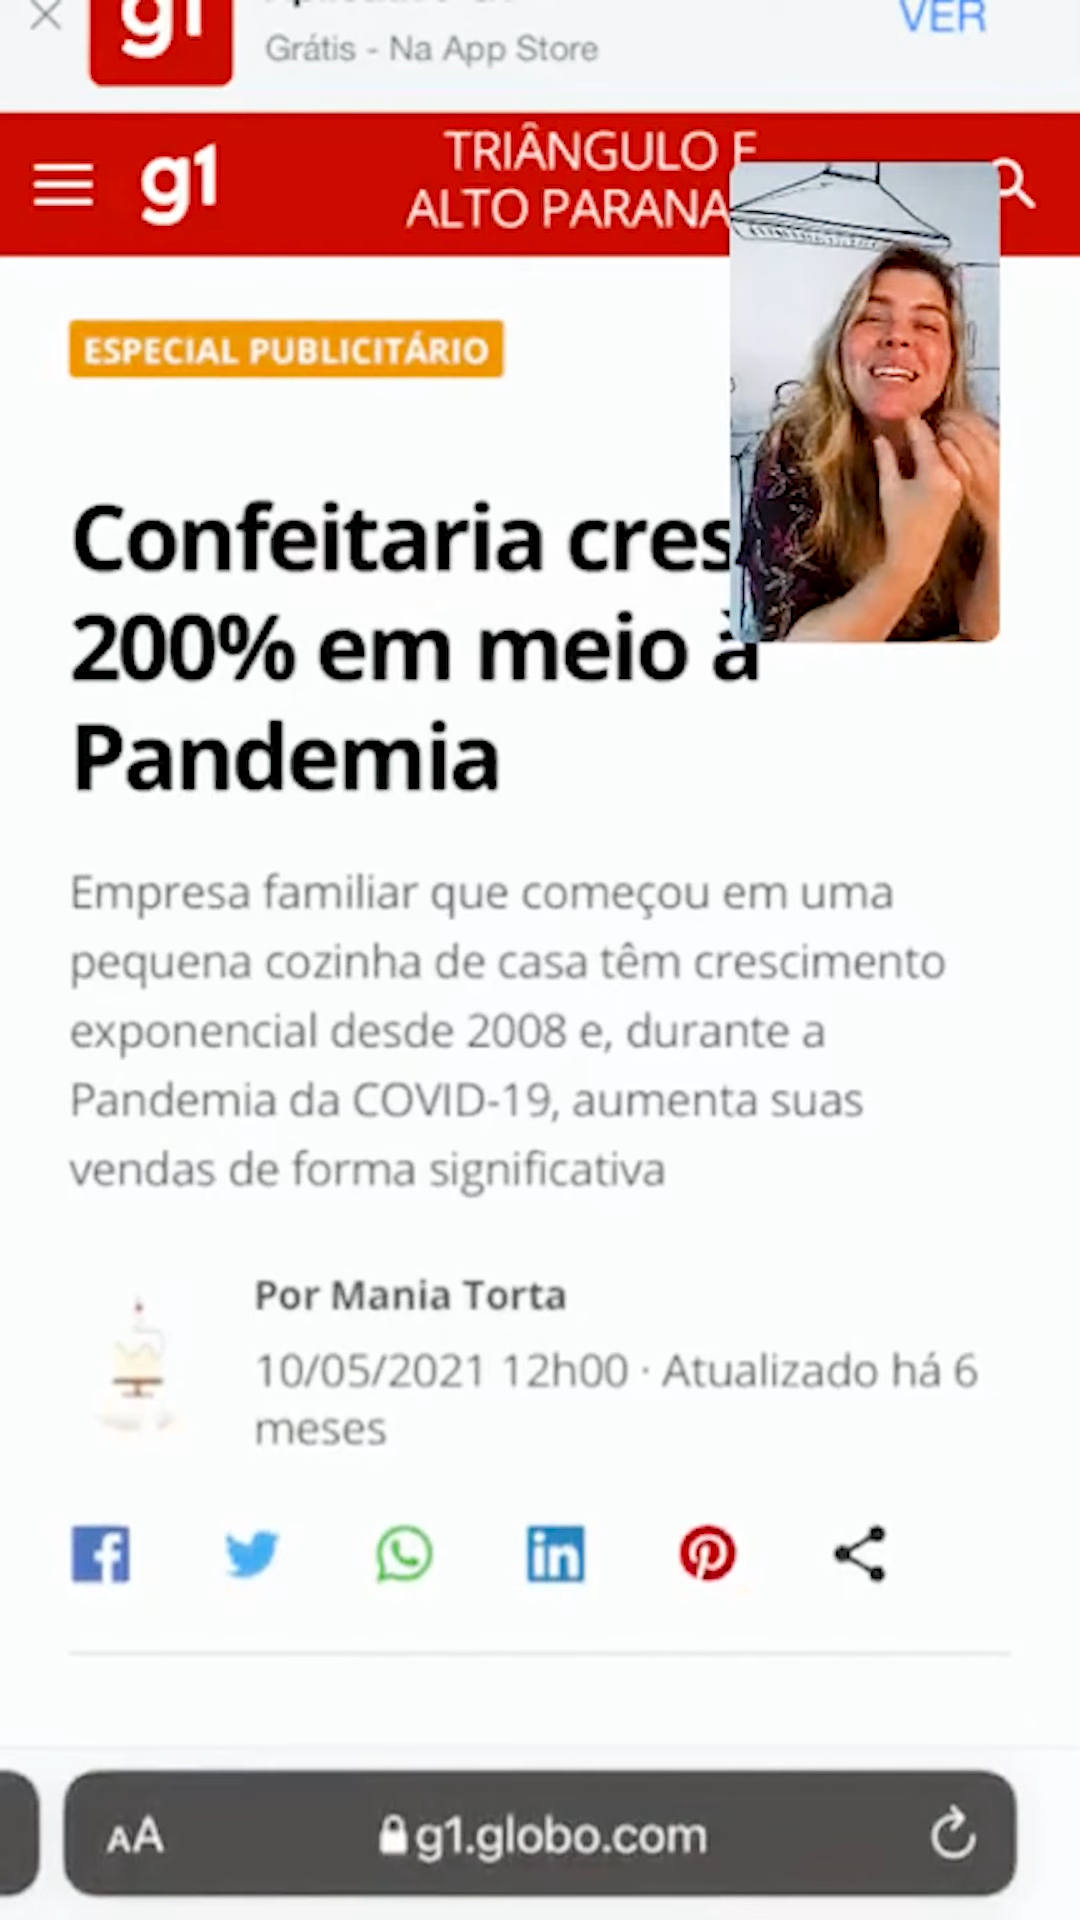 g1
Grátis - Na App Store
VER
g1
TRIÂNGULO E
ALTO PARANA
ESPECIAL PUBLICITÁRIO
Confeitaria cres
200% em meio à
Pandemia
Empresa familiar que começou em uma
pequena cozinha de casa têm crescimento
exponencial desde 2008 e, durante a
Pandemia da COVID-19, aumenta suas
vendas de forma significativa
Por Mania Torta
10/05/2021 12h00 · Atualizado há 6
meses
AA
g1.globo.com